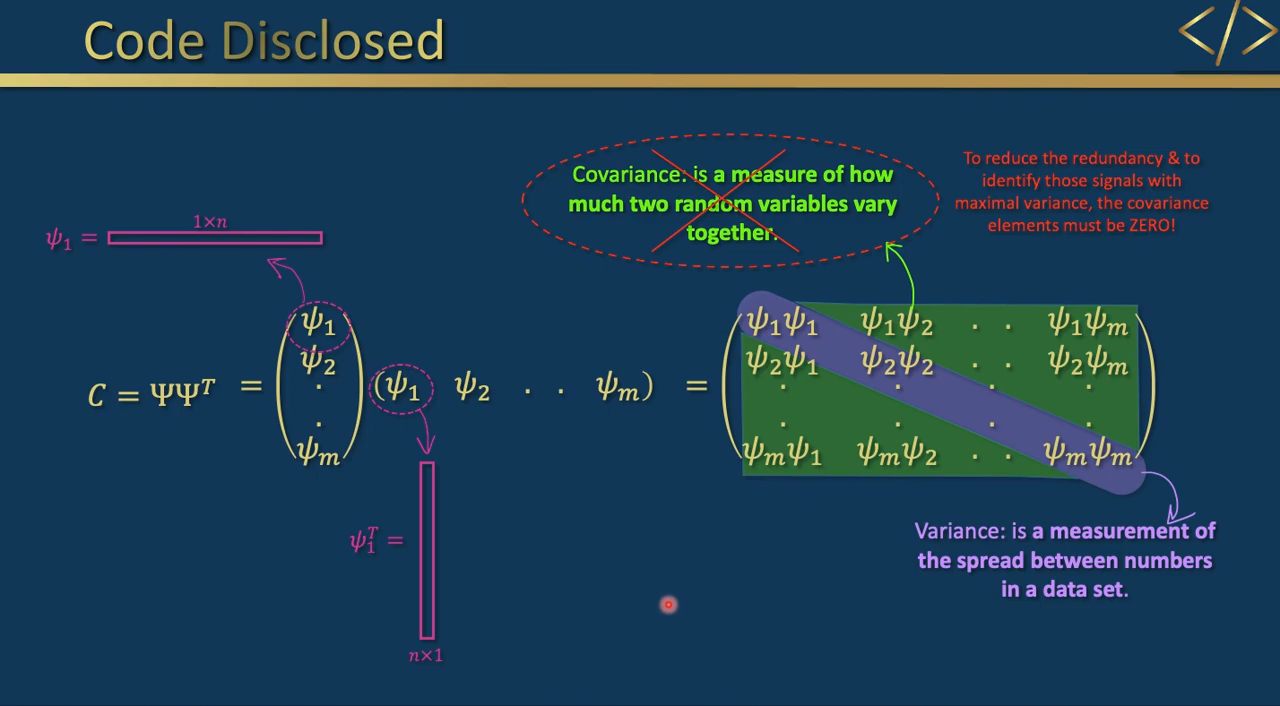 Code Disclosed
</>
Covariance: is a measure of how
much two random variables vary
together.
To reduce the redundancy & to
identify those signals with
maximal variance, the covariance
elements must be ZERO!
1×n
ψ₁ =
C = ΨΨᵀ = (ψ₁ ψ₂ . . ψₘ) (ψ₁ ψ₂ . . ψₘ) =
ψ₁ψ₁ ψ₁ψ₂ . . ψ₁ψₘ
ψ₂ψ₁ ψ₂ψ₂ . . ψ₂ψₘ
. . . .
. . . .
ψₘψ₁ ψₘψ₂ . . ψₘψₘ
ψ₁ᵀ =
n×1
Variance: is a measurement of
the spread between numbers
in a data set.